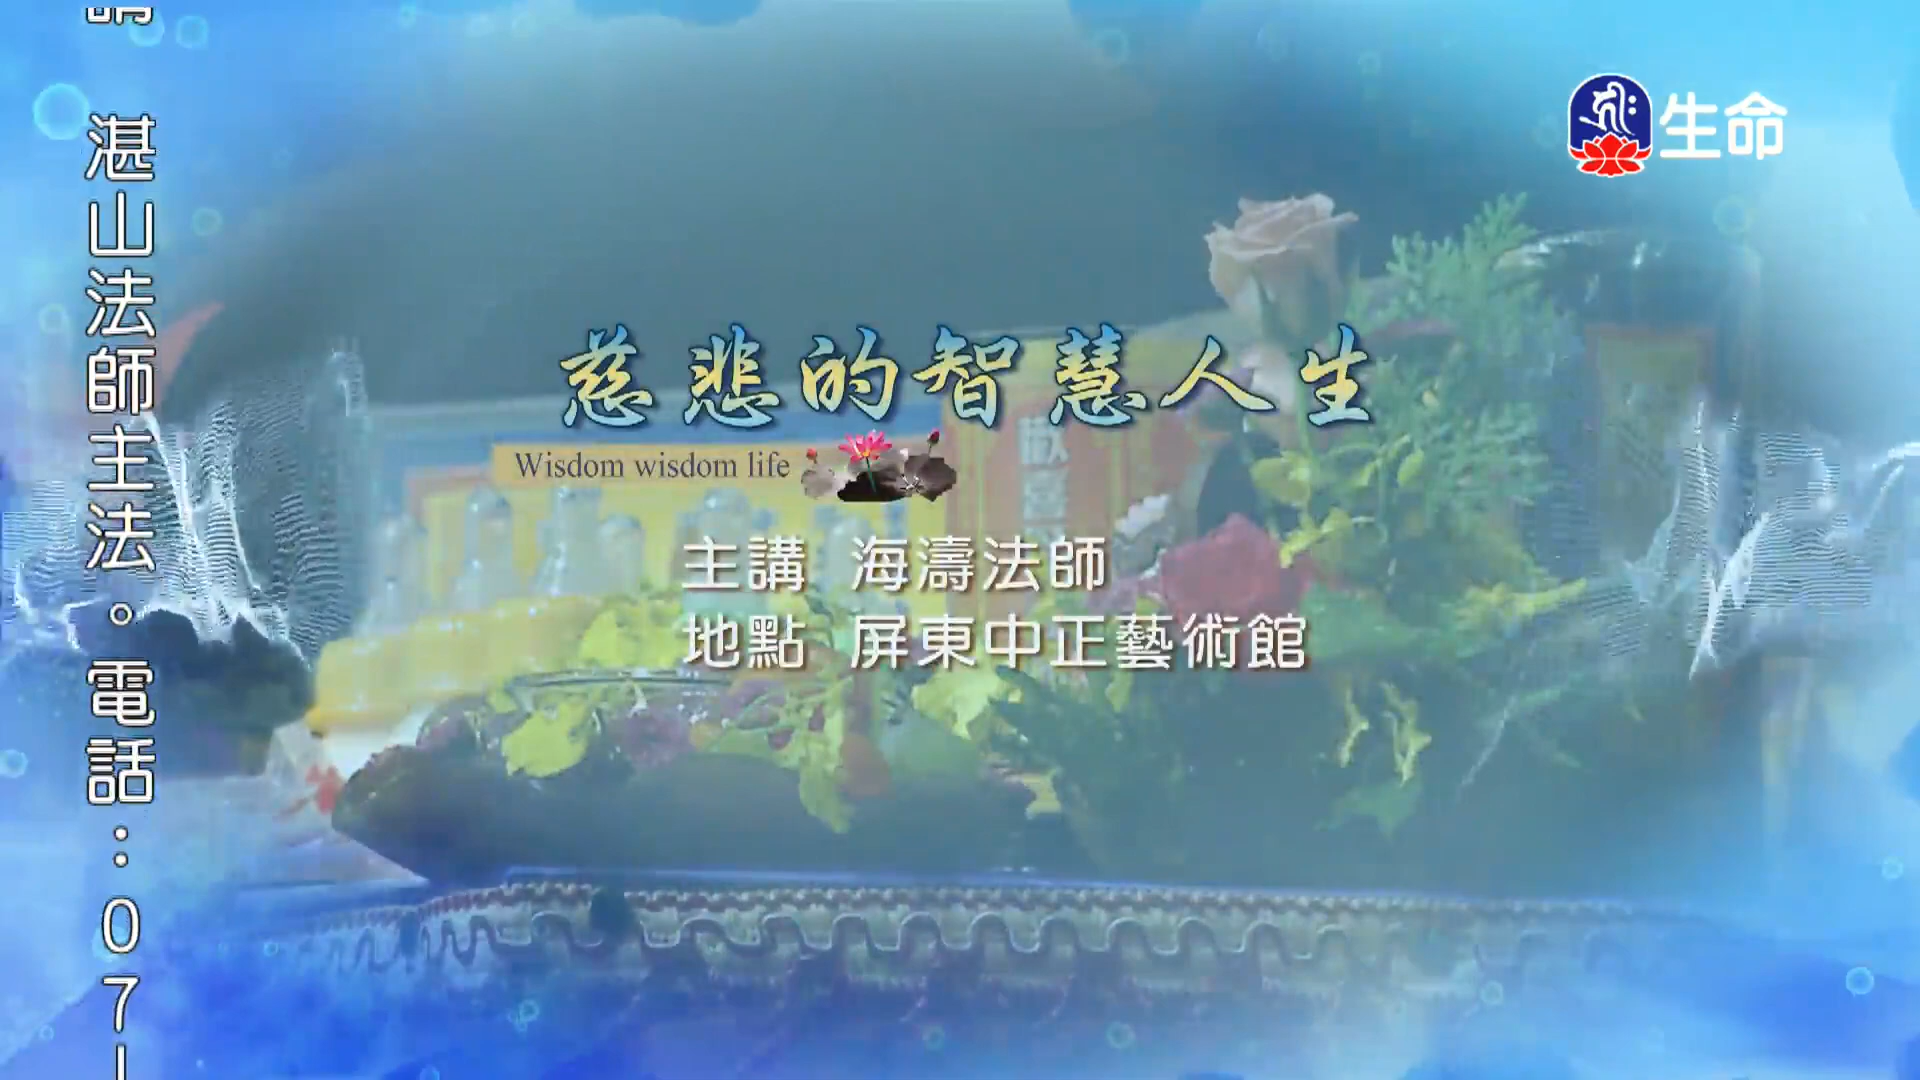 湛山法師主法。電話:07
生命
慈悲的智慧人生
Wisdom wisdom life
主講 海濤法師
地點 屏東中正藝術館